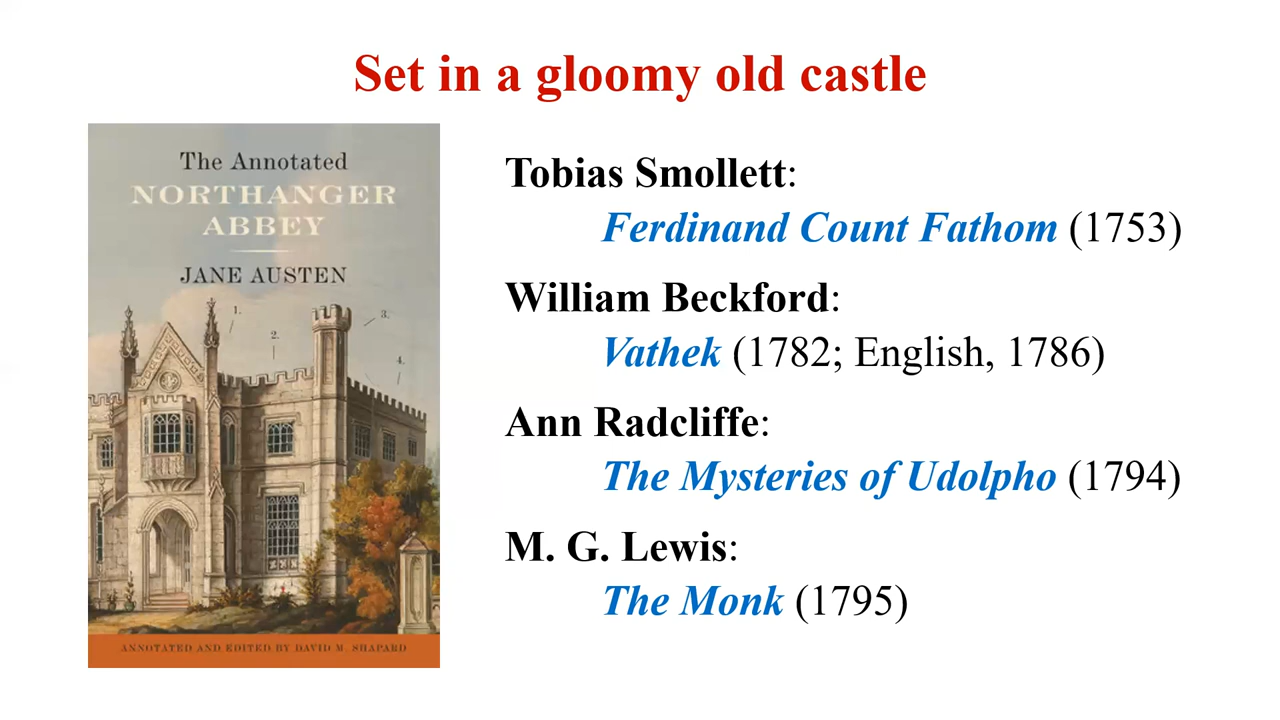 Set in a gloomy old castle
The Annotated
NORTHANGER
ABBEY
JANE AUSTEN
1.
2.
3.
4.
ANNOTATED AND EDITED BY DAVID M. SHAPARD
Tobias Smollett:
Ferdinand Count Fathom (1753)
William Beckford:
Vathek (1782; English, 1786)
Ann Radcliffe:
The Mysteries of Udolpho (1794)
M. G. Lewis:
The Monk (1795)